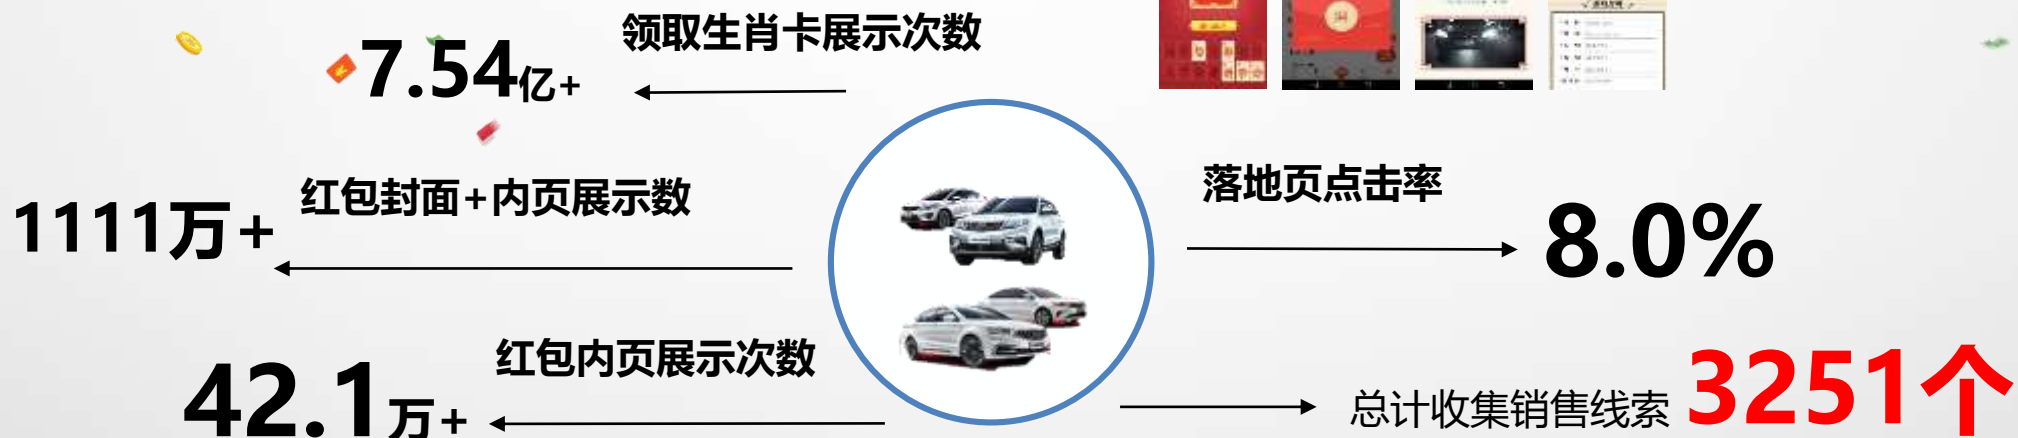 领取生肖卡展示次数
7.54亿+
红包封面+内页展示数
1111万+
落地页点击率
8.0%
红包内页展示次数
42.1万+
总计收集销售线索 3251个